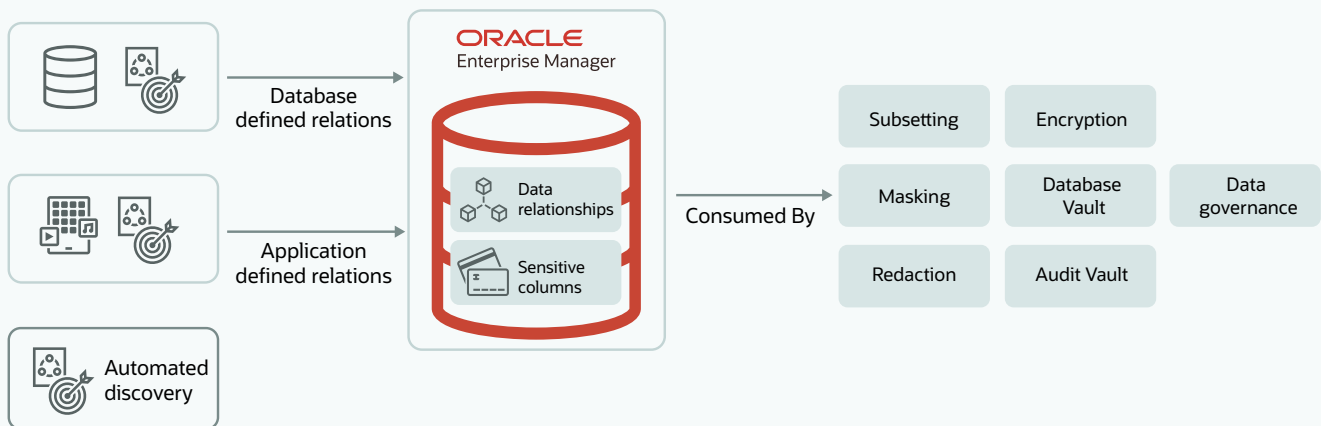 ORACLE
Enterprise Manager
Database
defined relations
Application
defined relations
Automated
discovery
Data
relationships
Sensitive
columns
Consumed By
Subsetting
Encryption
Masking
Database
Vault
Data
governance
Redaction
Audit Vault